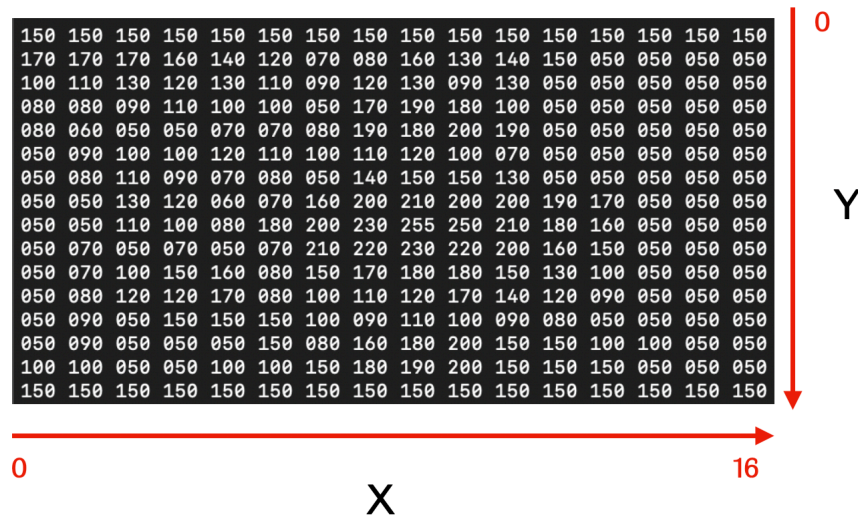 150 150 150 150 150 150 150 150 150 150 150 150 150 150 150 150
170 170 170 160 140 120 070 080 160 130 140 150 050 050 050 050
100 110 130 120 130 110 090 120 130 090 130 050 050 050 050 050
080 080 090 110 100 100 050 170 190 180 100 050 050 050 050 050
080 060 050 050 070 070 080 190 180 200 190 050 050 050 050 050
050 090 100 100 120 110 100 110 120 100 070 050 050 050 050 050
050 080 110 090 070 080 050 140 150 150 130 050 050 050 050 050
050 050 130 120 060 070 160 200 210 200 200 190 170 050 050 050
050 050 110 100 080 180 200 230 255 250 210 180 160 050 050 050
050 070 050 070 050 070 210 220 230 220 200 160 150 050 050 050
050 070 100 150 160 080 150 170 180 180 150 130 100 050 050 050
050 080 120 120 170 080 100 110 120 170 140 120 090 050 050 050
050 090 050 150 150 150 100 090 110 100 090 080 050 050 050 050
050 090 050 050 050 150 080 160 180 200 150 150 100 100 050 050
100 100 050 050 100 100 150 180 190 200 150 150 150 050 050 050
150 150 150 150 150 150 150 150 150 150 150 150 150 150 150 150
0
Y
0
16
X